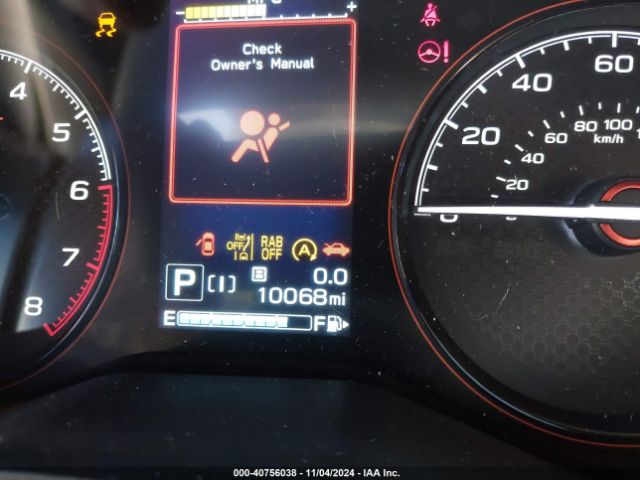 − +
Check
Owner's Manual
4
5
6
7
8
20
40
60
20
40
60
80
100
km/h
0
OFF
RAB
OFF
A
P [I] B 0.0
10068mi
E F
000-40756038 - 11/04/2024 - IAA Inc.